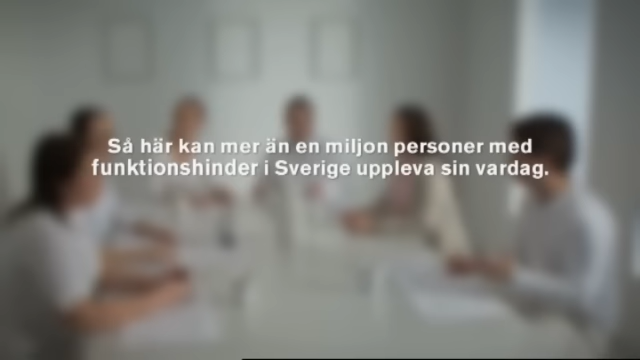 Så här kan mer än en miljon personer med
funktionshinder i Sverige uppleva sin vardag.